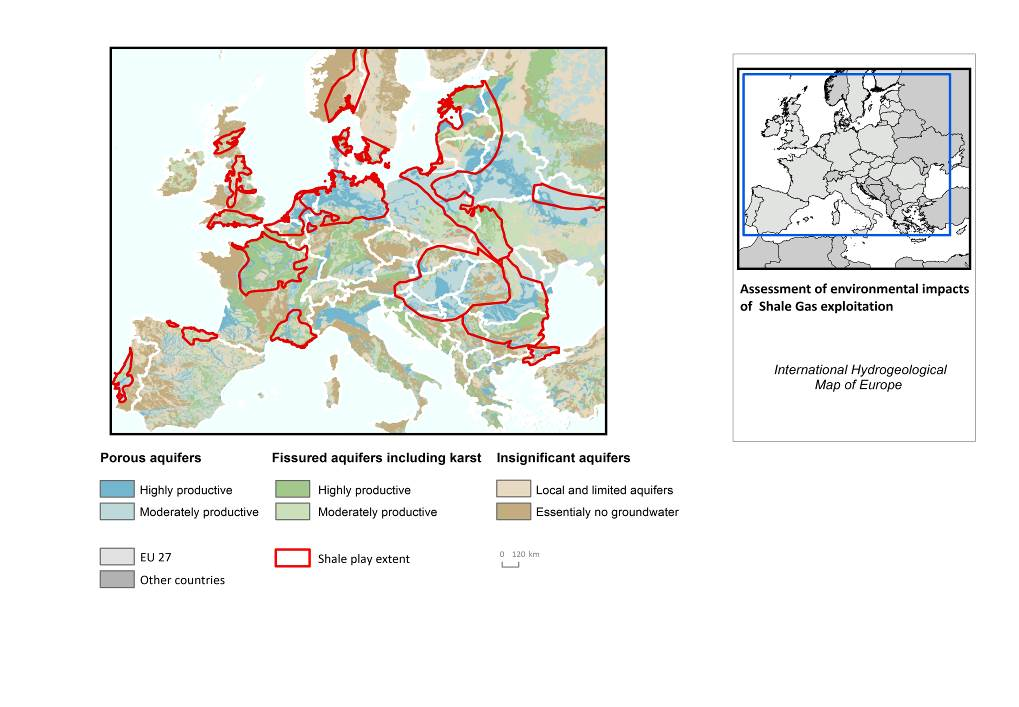 Assessment of environmental impacts
of Shale Gas exploitation
International Hydrogeological
Map of Europe
Porous aquifers
Fissured aquifers including karst
Insignificant aquifers
Highly productive
Highly productive
Local and limited aquifers
Moderately productive
Moderately productive
Essentialy no groundwater
EU 27
Shale play extent
0 120 km
Other countries